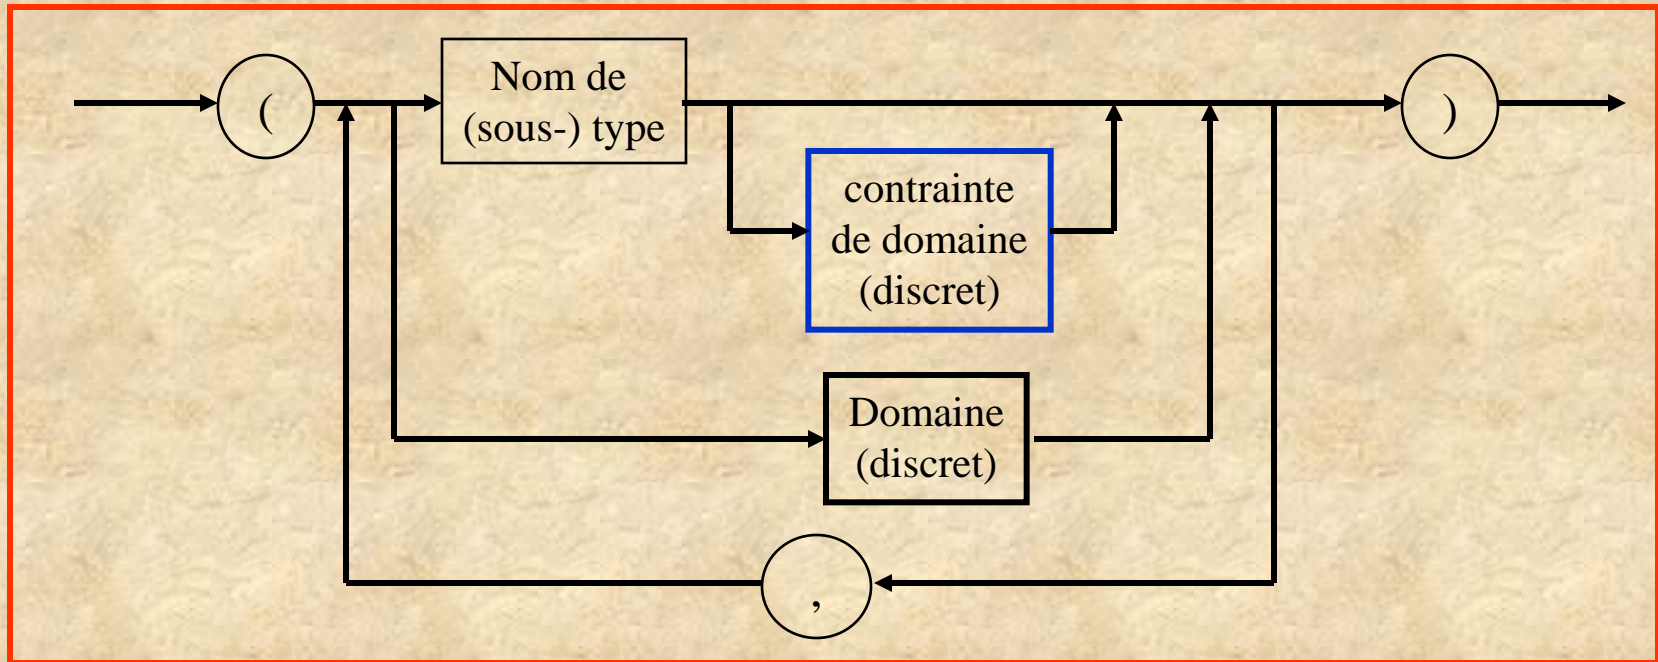 (
Nom de
(sous-) type
)
contrainte
de domaine
(discret)
Domaine
(discret)
,